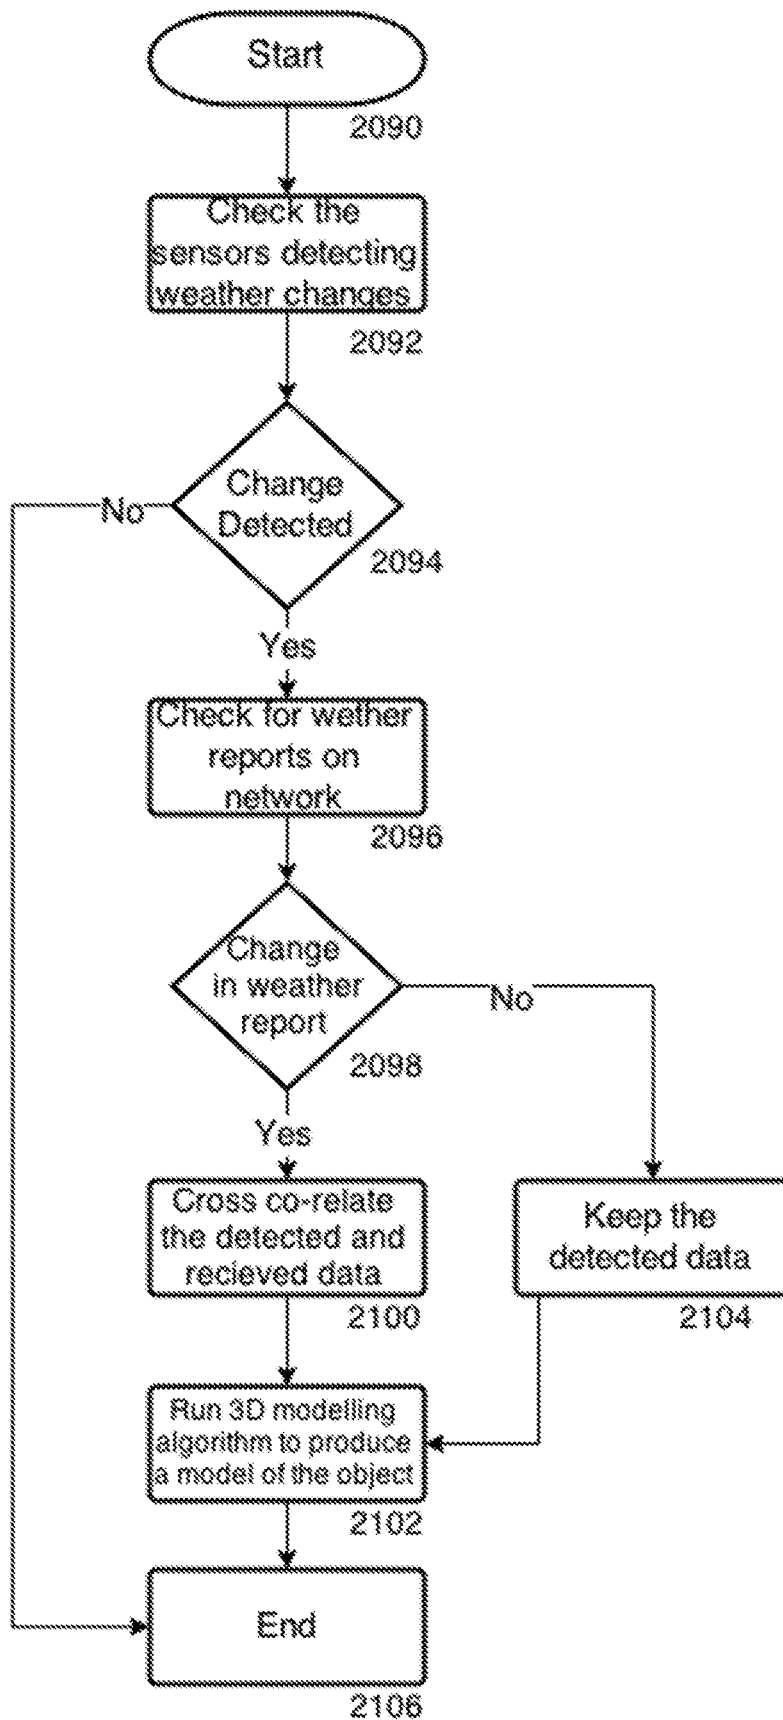 Start
2090
Check the
sensors detecting
weather changes
2092
Change
Detected
2094
No
Yes
Check for wether
reports on
network
2096
Change
in weather
report
2098
No
Yes
Cross co-relate
the detected and
recieved data
2100
Keep the
detected data
2104
Run 3D modelling
algorithm to produce
a model of the object
2102
End
2106